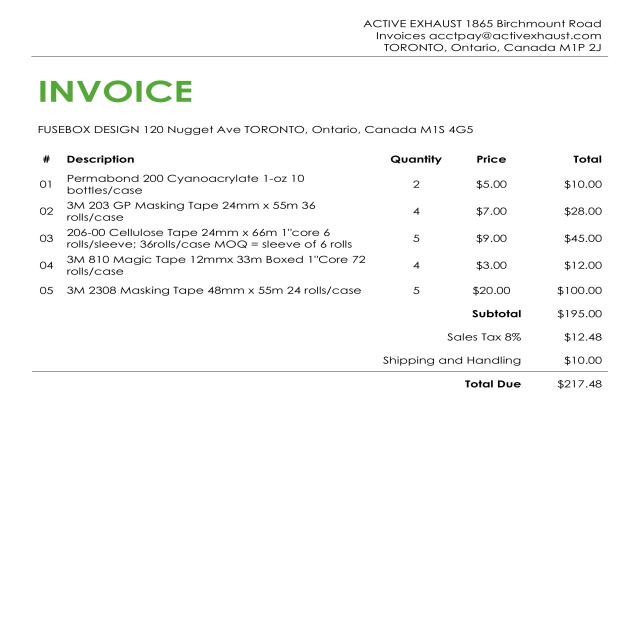 ACTIVE EXHAUST 1865 Birchmount Road
Invoices acctpay@activexhaust.com
TORONTO, Ontario, Canada M1P 2J
INVOICE
FUSEBOX DESIGN 120 Nugget Ave TORONTO, Ontario, Canada M1S 4G5
# Description Quantity Price Total
01 Permabond 200 Cyanoacrylate 1-oz 10 2 $5.00 $10.00
bottles/case
02 3M 203 GP Masking Tape 24mm x 55m 36 4 $7.00 $28.00
rolls/case
03 206-00 Cellulose Tape 24mm x 66m 1"core 6 5 $9.00 $45.00
rolls/sleeve; 36rolls/case MOQ = sleeve of 6 rolls
04 3M 810 Magic Tape 12mmx 33m Boxed 1"Core 72 4 $3.00 $12.00
rolls/case
05 3M 2308 Masking Tape 48mm x 55m 24 rolls/case 5 $20.00 $100.00
Subtotal $195.00
Sales Tax 8% $12.48
Shipping and Handling $10.00
Total Due $217.48